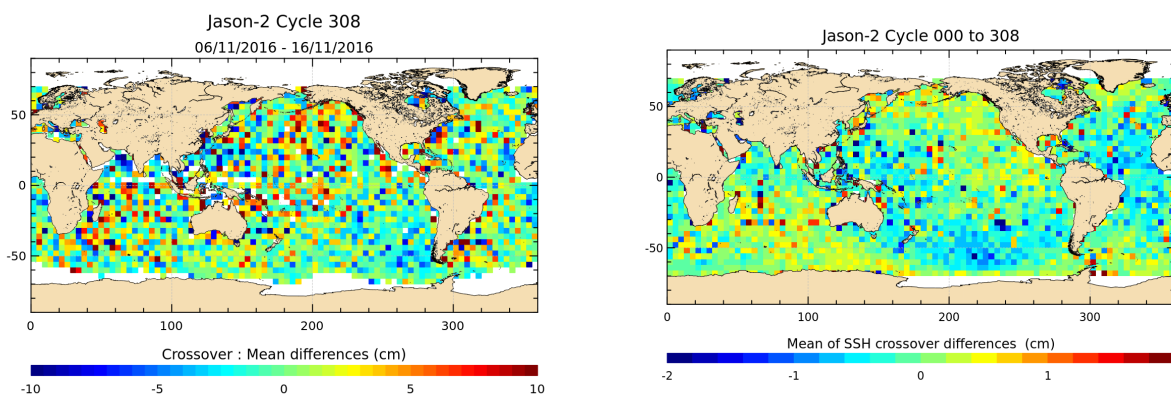 Jason-2 Cycle 308
06/11/2016 - 16/11/2016
50
0
-50
0 100 200 300
Crossover : Mean differences (cm)
-10 -5 0 5 10
Jason-2 Cycle 000 to 308
50
0
-50
0 100 200 300
Mean of SSH crossover differences (cm)
-2 -1 0 1